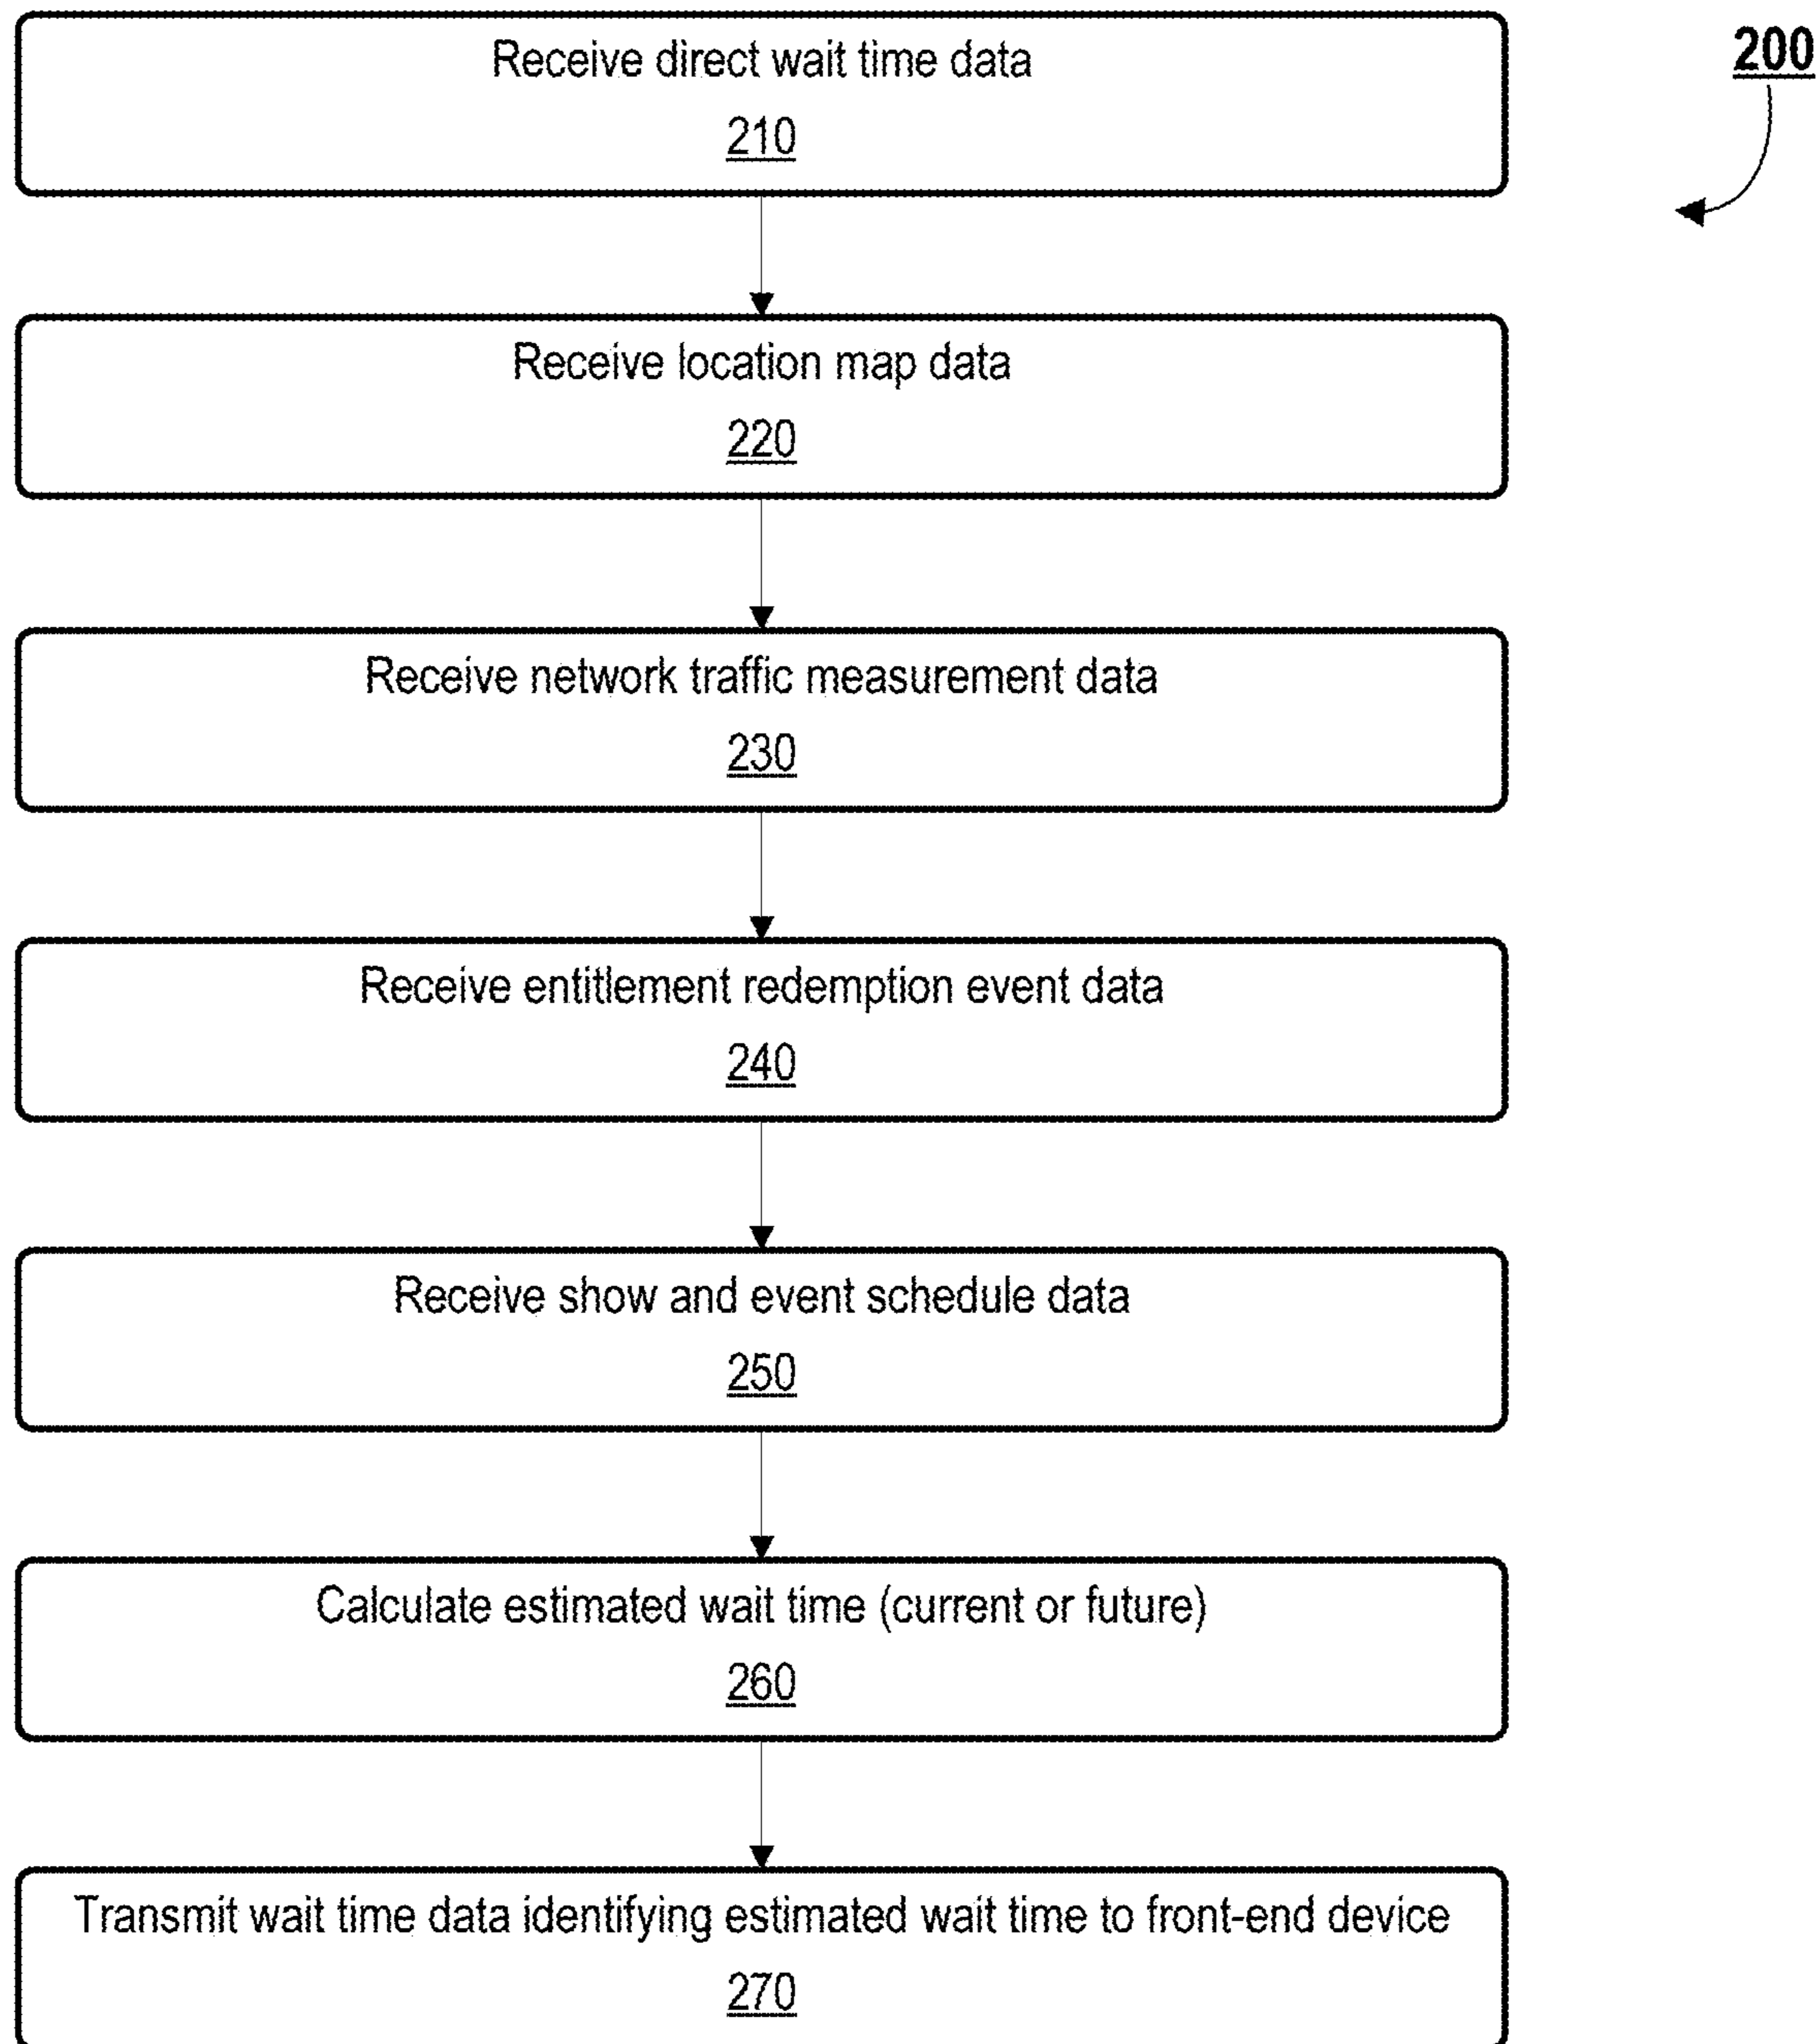 200
Receive direct wait time data
210
Receive location map data
220
Receive network traffic measurement data
230
Receive entitlement redemption event data
240
Receive show and event schedule data
250
Calculate estimated wait time (current or future)
260
Transmit wait time data identifying estimated wait time to front-end device
270